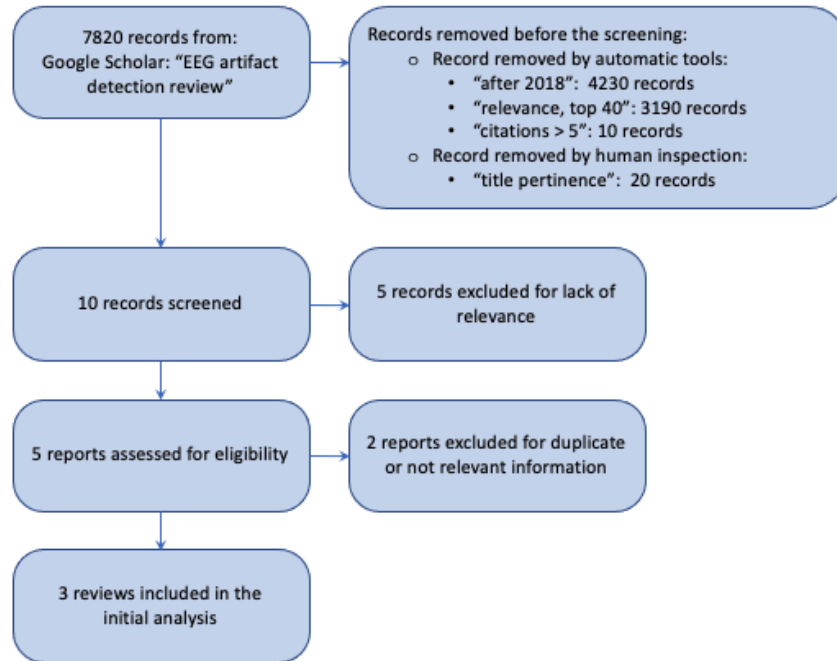 7820 records from:
Google Scholar: “EEG artifact
detection review”
Records removed before the screening:
o Record removed by automatic tools:
• “after 2018”: 4230 records
• “relevance, top 40”: 3190 records
• “citations > 5”: 10 records
o Record removed by human inspection:
• “title pertinence”: 20 records
10 records screened
5 records excluded for lack of
relevance
5 reports assessed for eligibility
2 reports excluded for duplicate
or not relevant information
3 reviews included in the
initial analysis